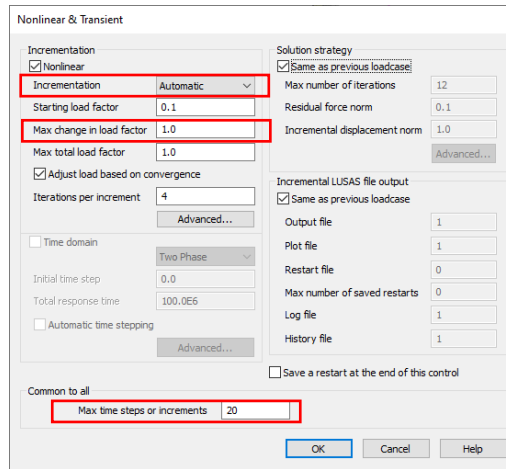 Nonlinear & Transient
Incrementation
Nonlinear
Incrementation Automatic
Starting load factor 0.1
Max change in load factor 1.0
Max total load factor 1.0
Adjust load based on convergence
Iterations per increment 4
Advanced...
Time domain
Two Phase
Initial time step 0.0
Total response time 100.0E6
Automatic time stepping
Advanced...
Common to all
Max time steps or increments 20
Solution strategy
Same as previous loadcase
Max number of iterations 12
Residual force norm 0.1
Incremental displacement norm 1.0
Advanced...
Incremental LUSAS file output
Same as previous loadcase
Output file 1
Plot file 1
Restart file 0
Max number of saved restarts 0
Log file 1
History file 1
Save a restart at the end of this control
OK Cancel Help